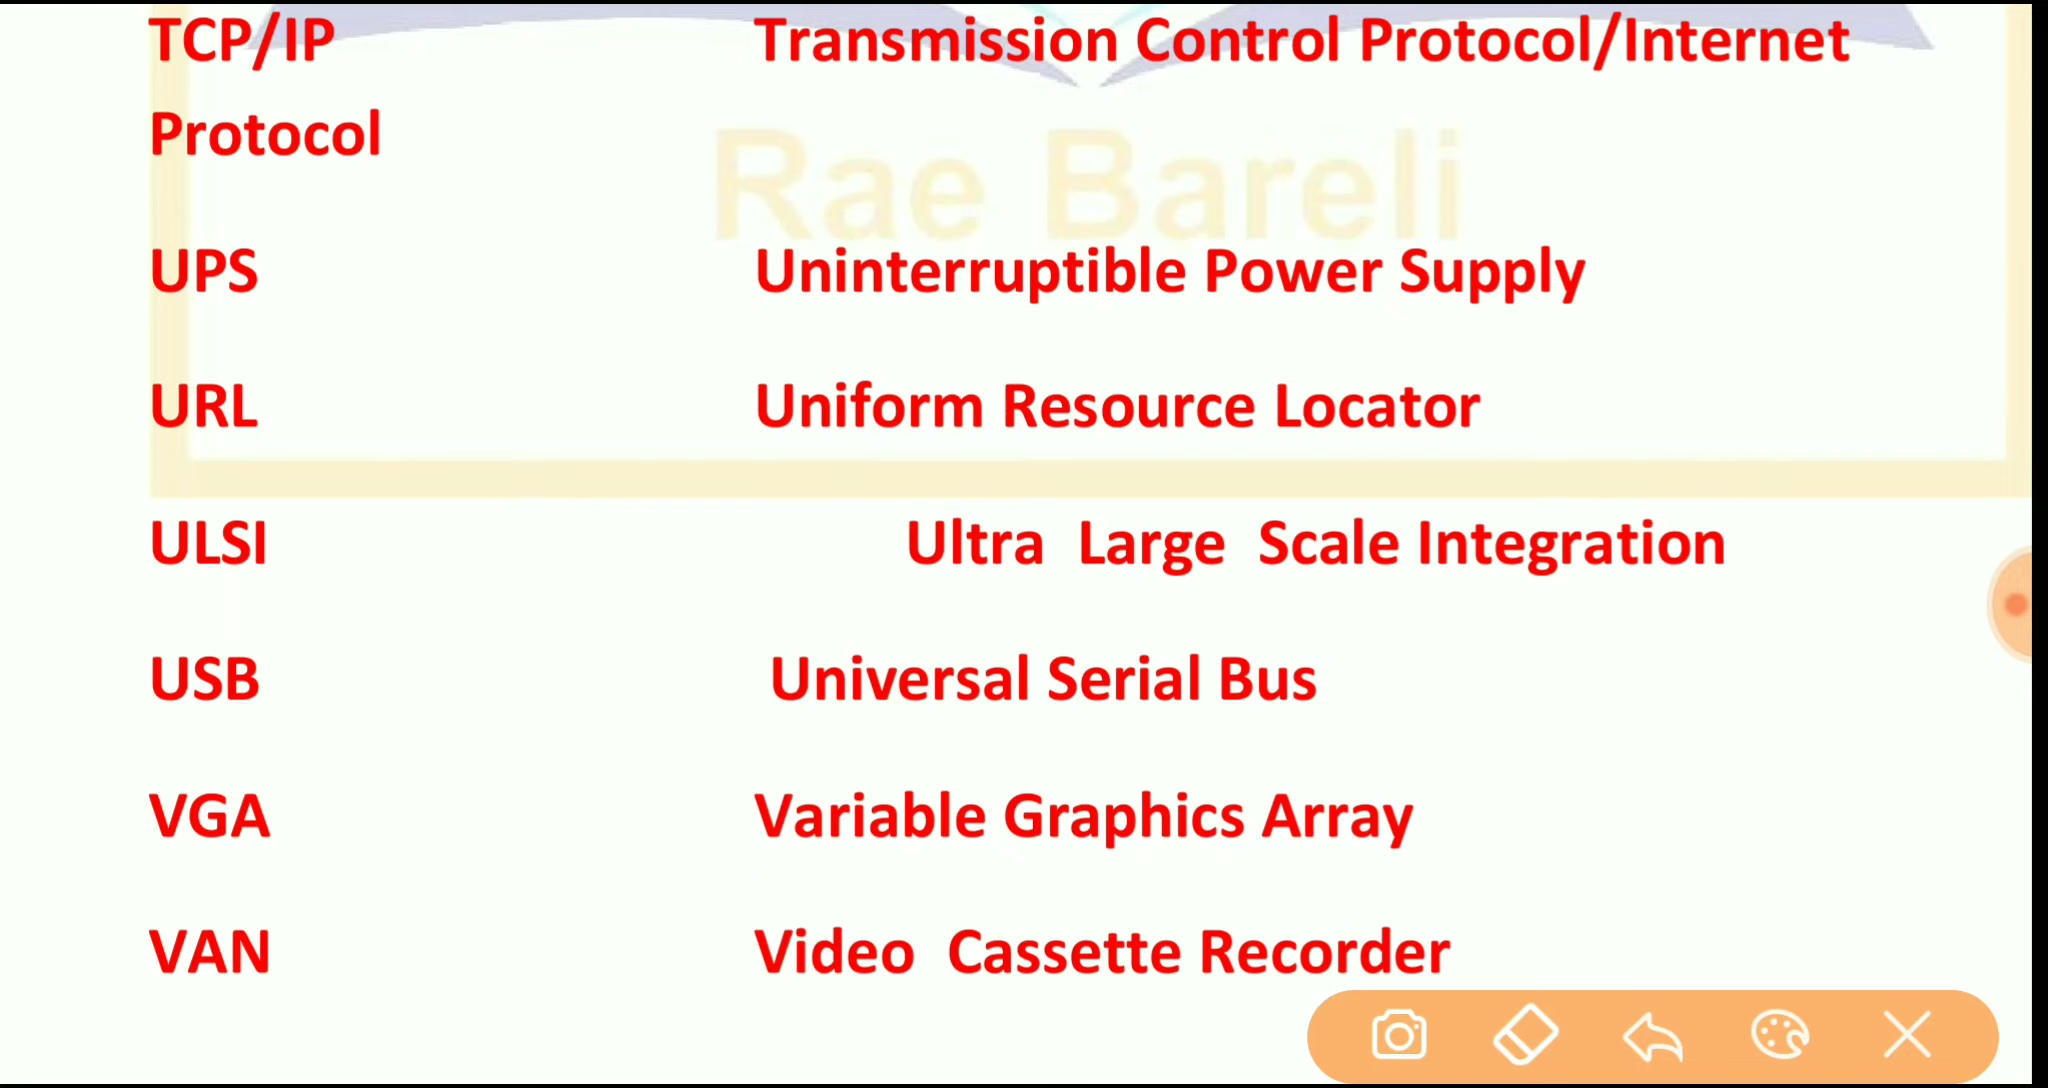 TCP/IP Transmission Control Protocol/Internet
Protocol
Rae Bareli
UPS Uninterruptible Power Supply
URL Uniform Resource Locator
ULSI Ultra Large Scale Integration
USB Universal Serial Bus
VGA Variable Graphics Array
VAN Video Cassette Recorder